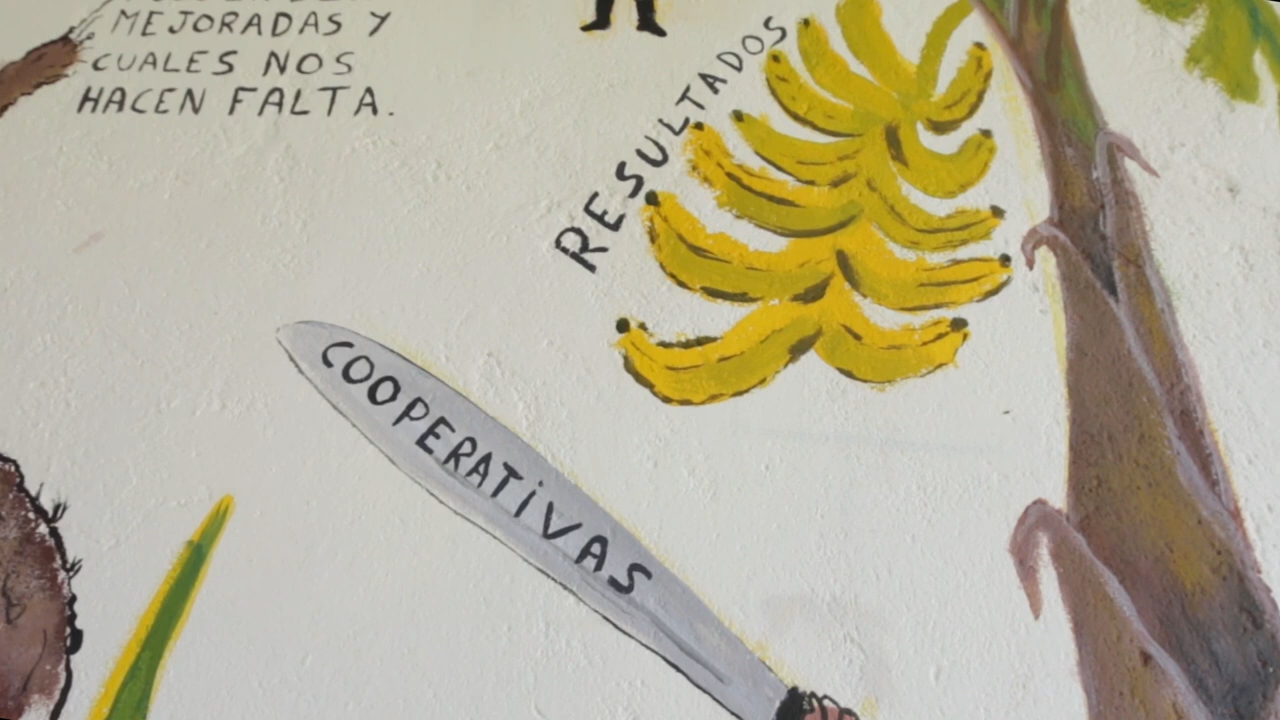 MEJORADAS Y
CUALES NOS
HACEN FALTA.
RESULTADOS
COOPERATIVAS